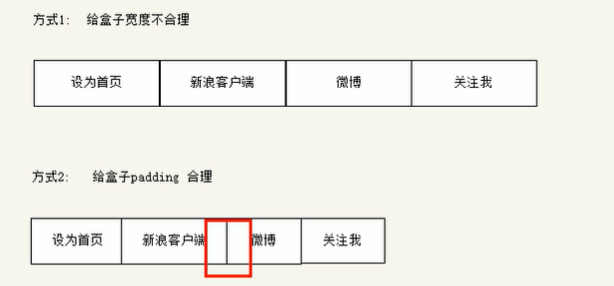 方式1: 给盒子宽度不合理
设为首页 新浪客户端 微博 关注我
方式2: 给盒子padding 合理
设为首页 新浪客户端 微博 关注我